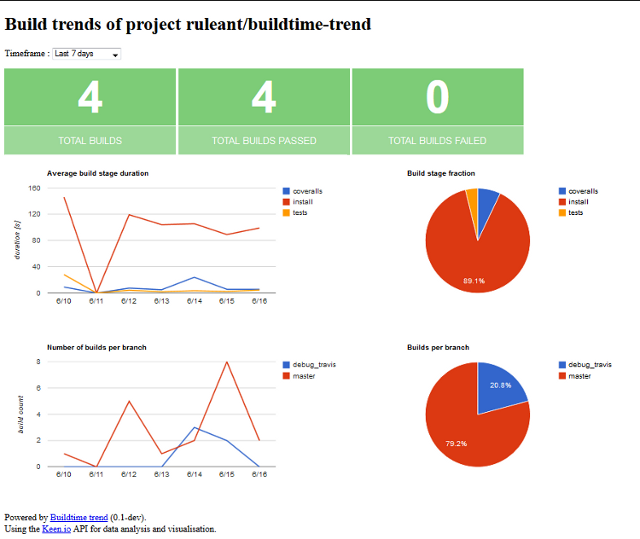 Build trends of project ruleant/buildtime-trend
Timeframe : Last 7 days
4 4 0
TOTAL BUILDS TOTAL BUILDS PASSED TOTAL BUILDS FAILED
Average build stage duration
160
120
80
40
0
duration [s]
6/10 6/11 6/12 6/13 6/14 6/15 6/16
coveralls
install
tests
Build stage fraction
89.1%
coveralls
install
tests
Number of builds per branch
8
6
4
2
0
build count
6/10 6/11 6/12 6/13 6/14 6/15 6/16
debug_travis
master
Builds per branch
20.8%
79.2%
debug_travis
master
Powered by Buildtime trend (0.1-dev).
Using the Keen.io API for data analysis and visualisation.